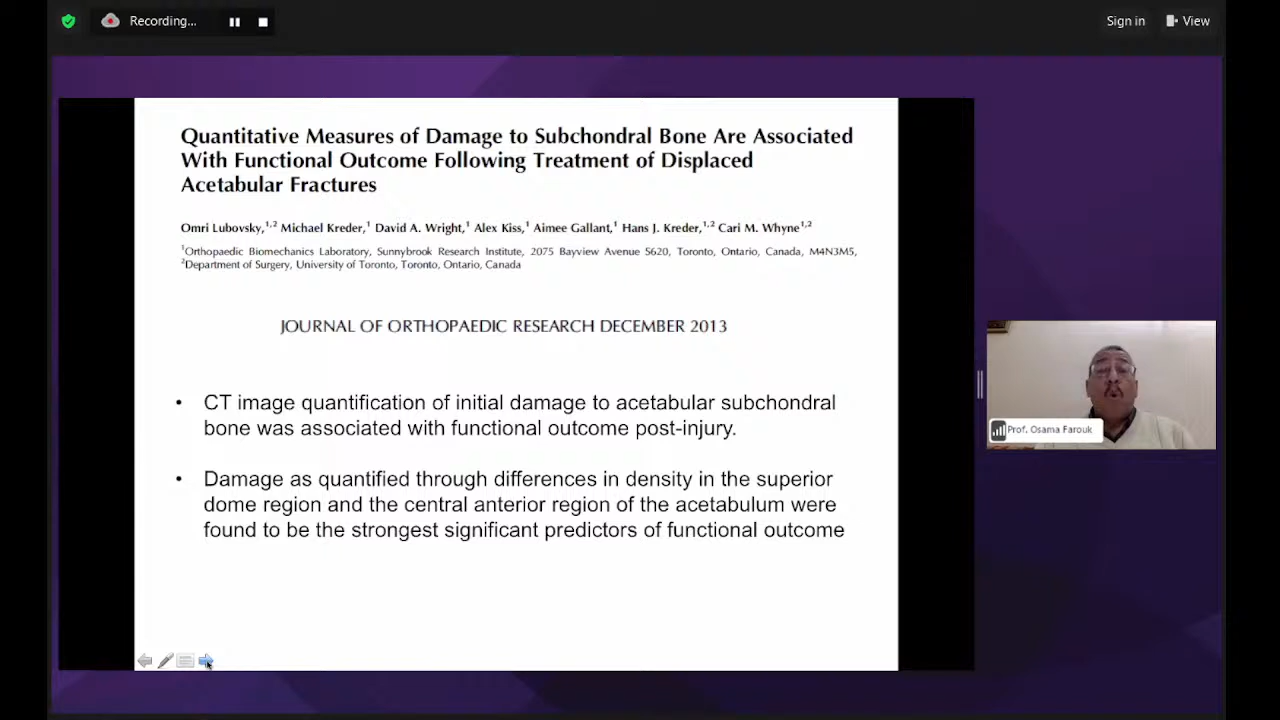 Recording...
Sign in
View
Quantitative Measures of Damage to Subchondral Bone Are Associated
With Functional Outcome Following Treatment of Displaced
Acetabular Fractures
Omri Lubovsky,1,2 Michael Kreder,1 David A. Wright,1 Alex Kiss,1 Aimee Gallant,1 Hans J. Kreder,1,2 Cari M. Whyne1,2
1Orthopaedic Biomechanics Laboratory, Sunnybrook Research Institute, 2075 Bayview Avenue S620, Toronto, Ontario, Canada, M4N3M5,
2Department of Surgery, University of Toronto, Toronto, Ontario, Canada
JOURNAL OF ORTHOPAEDIC RESEARCH DECEMBER 2013
• CT image quantification of initial damage to acetabular subchondral
bone was associated with functional outcome post-injury.
• Damage as quantified through differences in density in the superior
dome region and the central anterior region of the acetabulum were
found to be the strongest significant predictors of functional outcome
Prof. Osama Farouk